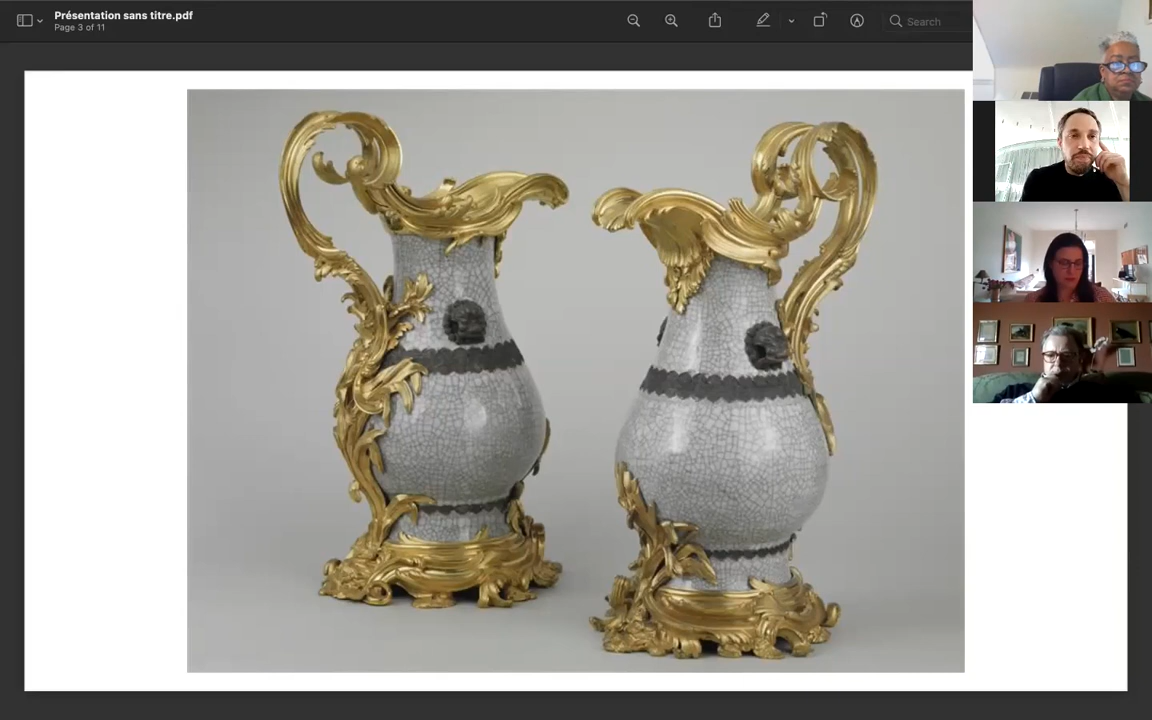 Présentation sans titre.pdf
Page 3 of 11
Search